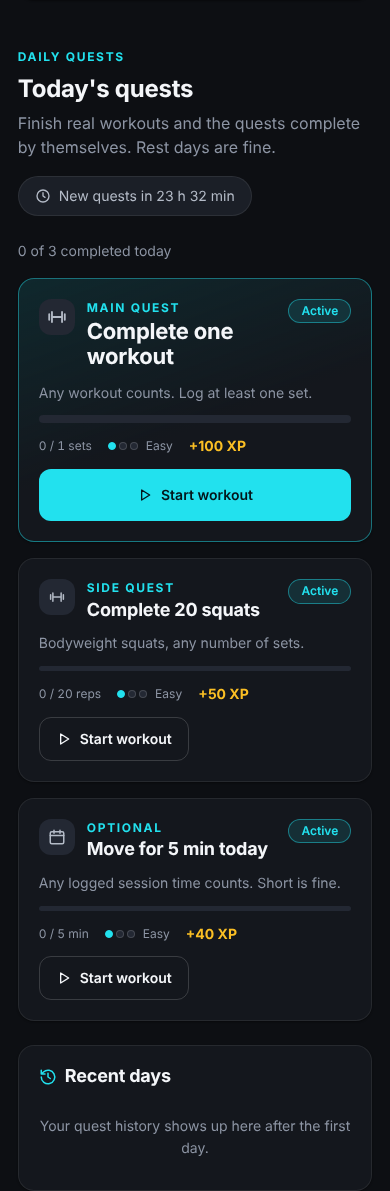 DAILY QUESTS
Today's quests
Finish real workouts and the quests complete
by themselves. Rest days are fine.
New quests in 23 h 32 min
0 of 3 completed today
MAIN QUEST
Active
Complete one
workout
Any workout counts. Log at least one set.
0 / 1 sets Easy +100 XP
Start workout
SIDE QUEST
Active
Complete 20 squats
Bodyweight squats, any number of sets.
0 / 20 reps Easy +50 XP
Start workout
OPTIONAL
Active
Move for 5 min today
Any logged session time counts. Short is fine.
0 / 5 min Easy +40 XP
Start workout
Recent days
Your quest history shows up here after the first
day.